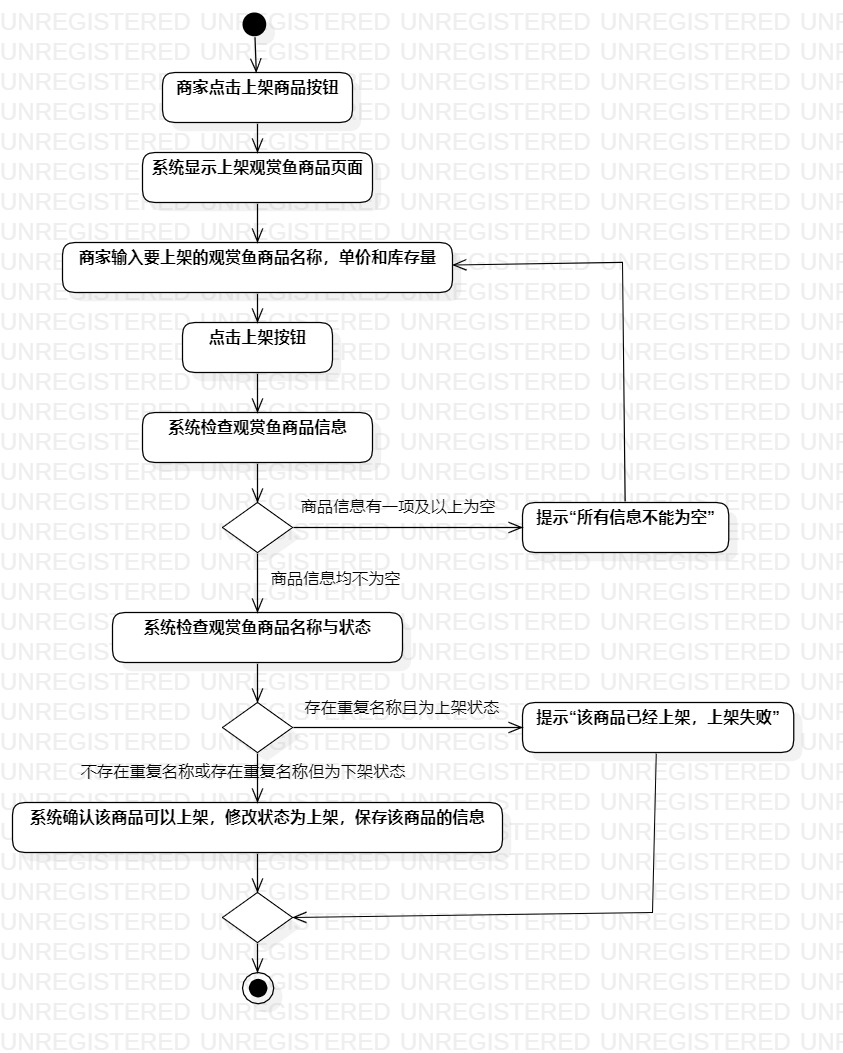 商家点击上架商品按钮
系统显示上架观赏鱼商品页面
商家输入要上架的观赏鱼商品名称，单价和库存量
点击上架按钮
系统检查观赏鱼商品信息
商品信息有一项及以上为空
提示“所有信息不能为空”
商品信息均不为空
系统检查观赏鱼商品名称与状态
存在重复名称且为上架状态
提示“该商品已经上架，上架失败”
不存在重复名称或存在重复名称但为下架状态
系统确认该商品可以上架，修改状态为上架，保存该商品的信息
UNREGISTERED